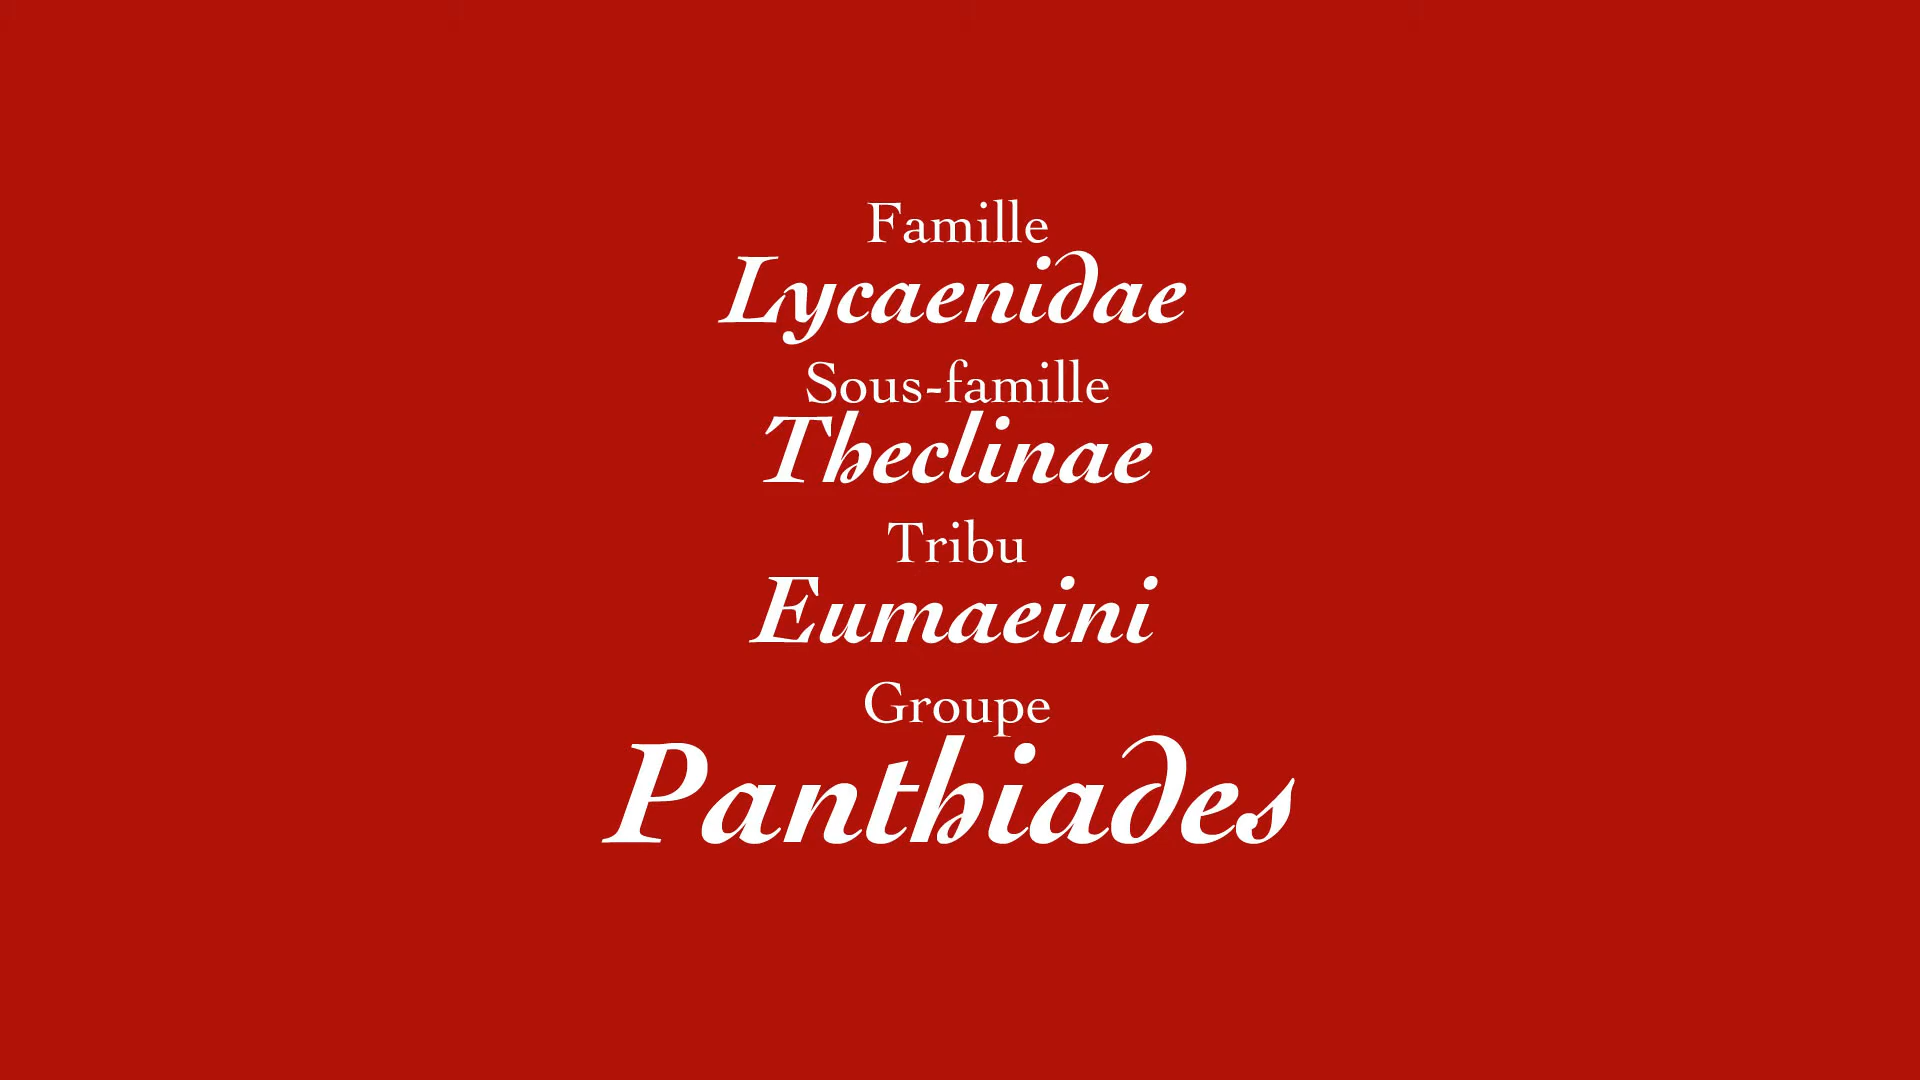 Famille
Lycaenidae
Sous-famille
Theclinae
Tribu
Eumaeini
Groupe
Panthiades